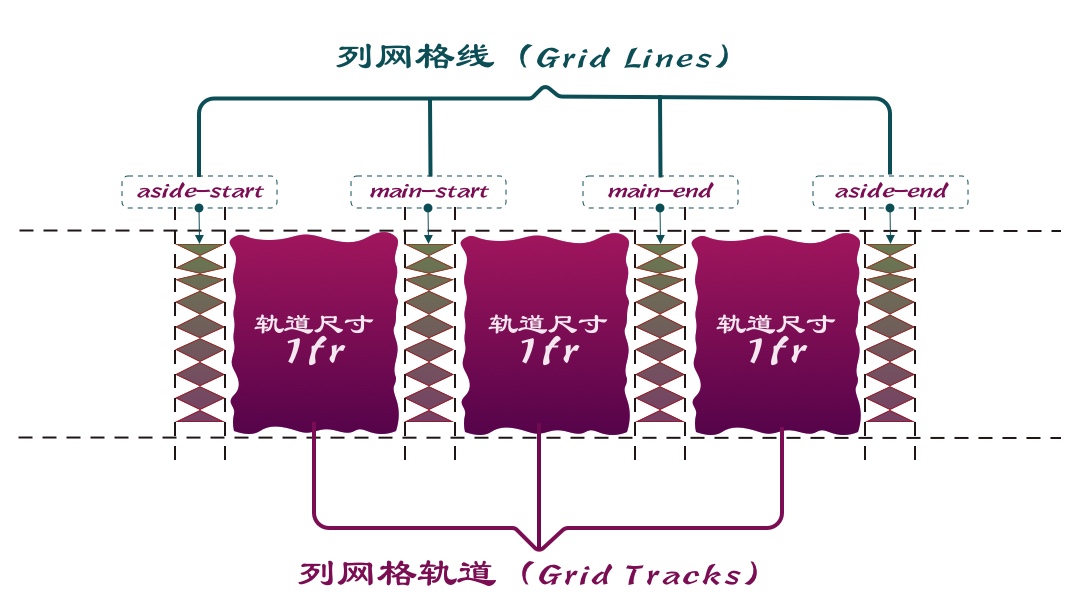 列网格线（Grid Lines）
aside-start
main-start
main-end
aside-end
轨道尺寸
1fr
轨道尺寸
1fr
轨道尺寸
1fr
列网格轨道（Grid Tracks）